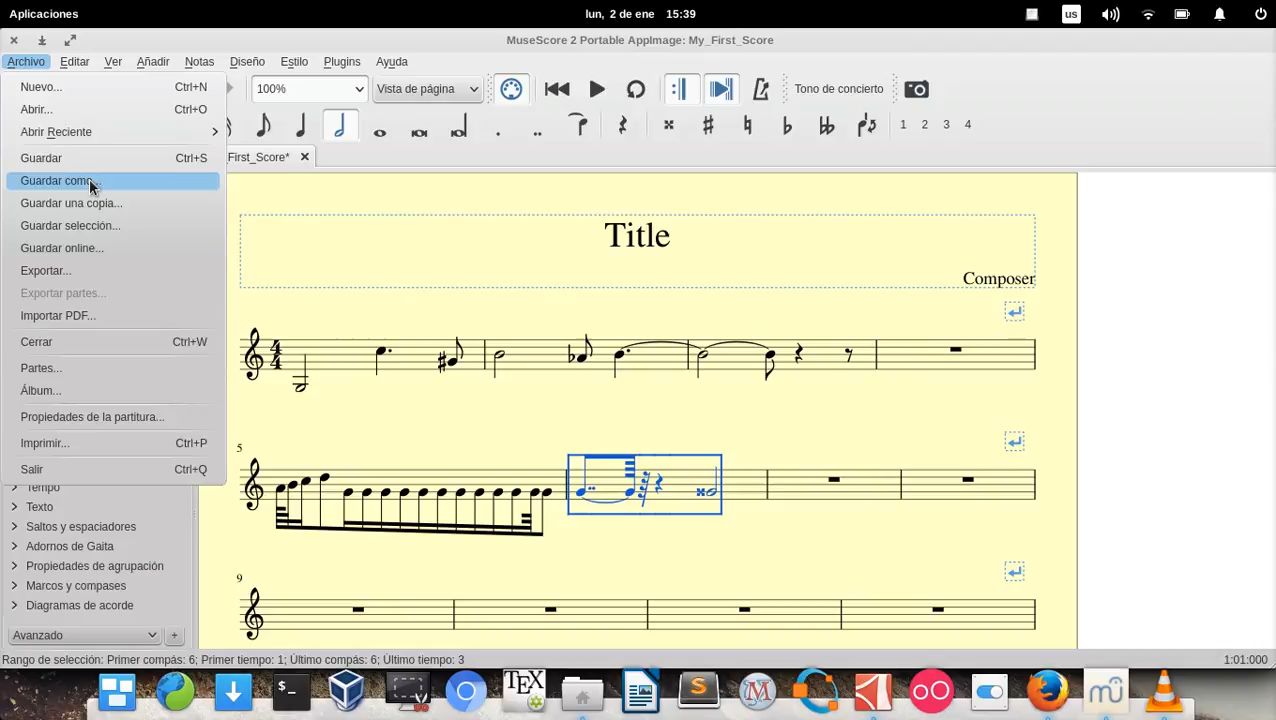 Aplicaciones lun, 2 de ene 15:39 us
MuseScore 2 Portable AppImage: My_First_Score
Archivo Editar Ver Añadir Notas Diseño Estilo Plugins Ayuda
Nuevo... Ctrl+N
Abrir... Ctrl+O
Abrir Reciente
Guardar Ctrl+S
Guardar como...
Guardar una copia...
Guardar selección...
Guardar online...
Exportar...
Exportar partes...
Importar PDF...
Cerrar Ctrl+W
Partes...
Álbum...
Propiedades de la partitura...
Imprimir... Ctrl+P
Salir Ctrl+Q
100% Vista de página Tono de concierto
1 2 3 4
First_Score*
Title
Composer
4
4
5
9
Tempo
Texto
Saltos y espaciadores
Adornos de Gaita
Propiedades de agrupación
Marcos y compases
Diagramas de acorde
Avanzado +
Rango de selección: Primer compás: 6; Primer tiempo: 1; Último compás: 6; Último tiempo: 3 1:01:000
>_
TEX
S
M
mu